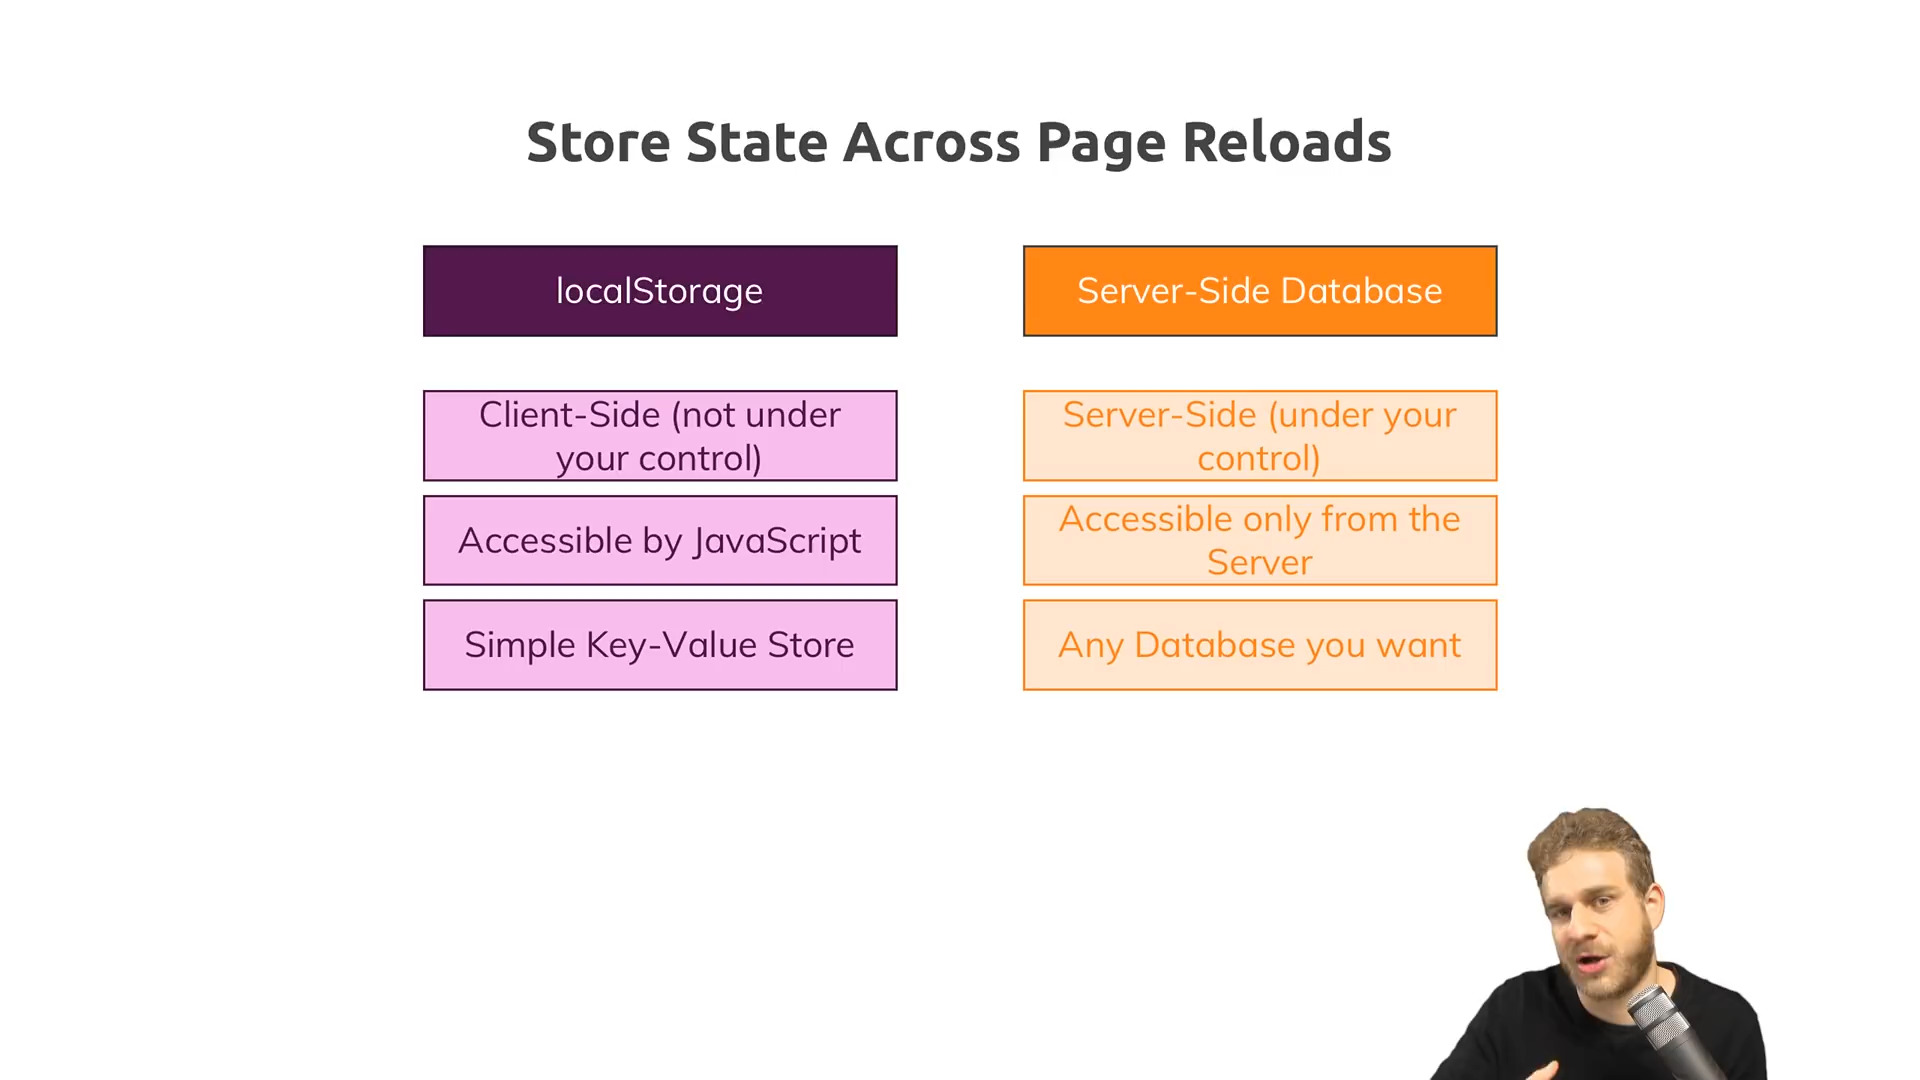 Store State Across Page Reloads
localStorage
Client-Side (not under
your control)
Accessible by JavaScript
Simple Key-Value Store
Server-Side Database
Server-Side (under your
control)
Accessible only from the
Server
Any Database you want